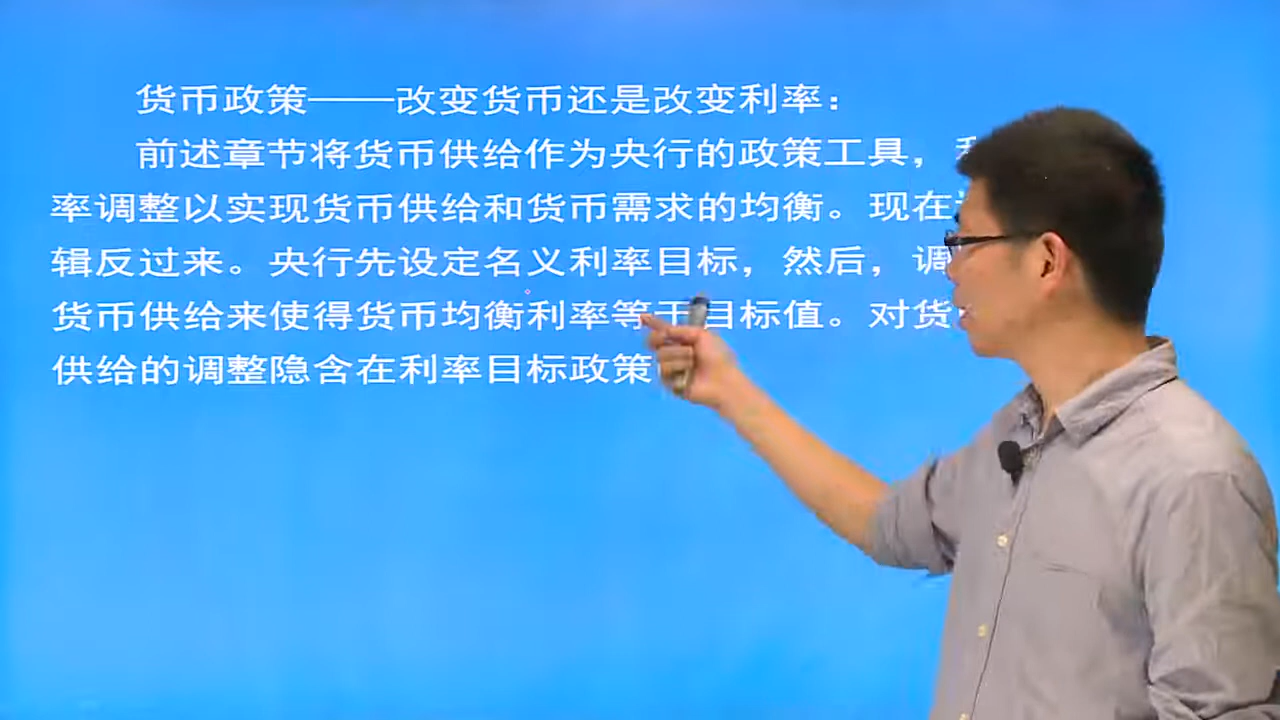 货币政策——改变货币还是改变利率：
前述章节将货币供给作为央行的政策工具，
率调整以实现货币供给和货币需求的均衡。现在
辑反过来。央行先设定名义利率目标，然后，调
货币供给来使得货币均衡利率等于目标值。对货
供给的调整隐含在利率目标政策